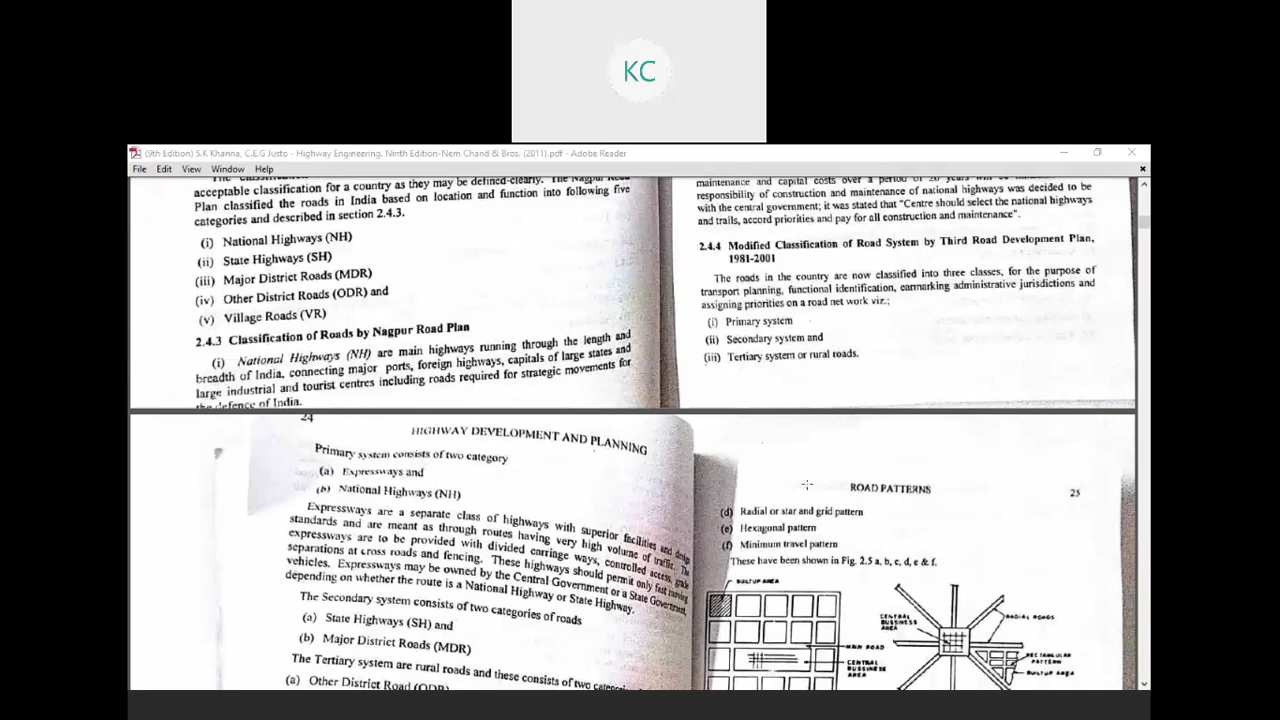 KC
(9th Edition) S.K Khanna, C.E.G Justo - Highway Engineering. Ninth Edition-Nem Chand & Bros. (2011).pdf - Adobe Reader
File Edit View Window Help
acceptable classification for a country as they may be defined clearly. The Nagpur Road
Plan classified the roads in India based on location and function into following five
categories and described in section 2.4.3.
(i) National Highways (NH)
(ii) State Highways (SH)
(iii) Major District Roads (MDR)
(iv) Other District Roads (ODR) and
(v) Village Roads (VR)
2.4.3 Classification of Roads by Nagpur Road Plan
(i) National Highways (NH) are main highways running through the length and
breadth of India, connecting major ports, foreign highways, capitals of large states and
large industrial and tourist centres including roads required for strategic movements for
the defence of India.
maintenance and capital costs over a period of 20 years
responsibility of construction and maintenance of national highways was decided to be
with the central government; it was stated that "Centre should select the national highways
and trails, accord priorities and pay for all construction and maintenance".
2.4.4 Modified Classification of Road System by Third Road Development Plan,
1981-2001
The roads in the country are now classified into three classes, for the purpose of
transport planning, functional identification, earmarking administrative jurisdictions and
assigning priorities on a road net work viz.;
(i) Primary system
(ii) Secondary system and
(iii) Tertiary system or rural roads.
24
HIGHWAY DEVELOPMENT AND PLANNING
Primary system consists of two category
(a) Expressways and
(b) National Highways (NH)
Expressways are a separate class of highways with superior facilities and design
standards and are meant as through routes having very high volume of traffic. The
expressways are to be provided with divided carriage ways, controlled access, grade
separations at cross roads and fencing. These highways should permit only fast moving
vehicles. Expressways may be owned by the Central Government or a State Government,
depending on whether the route is a National Highway or State Highway.
The Secondary system consists of two categories of roads
(a) State Highways (SH) and
(b) Major District Roads (MDR)
The Tertiary system are rural roads and these consists of two
(a) Other District Road (ODR)
ROAD PATTERNS 25
(d) Radial or star and grid pattern
(e) Hexagonal pattern
(f) Minimum travel pattern
These have been shown in Fig. 2.5 a, b, c, d, e & f.
BUILTUP AREA
MAIN ROAD
CENTRAL
BUSSINESS
AREA
CENTRAL
BUSSINESS
AREA
RADIAL ROADS
RECTANGULAR
PATTERN
BUILTUP AREA